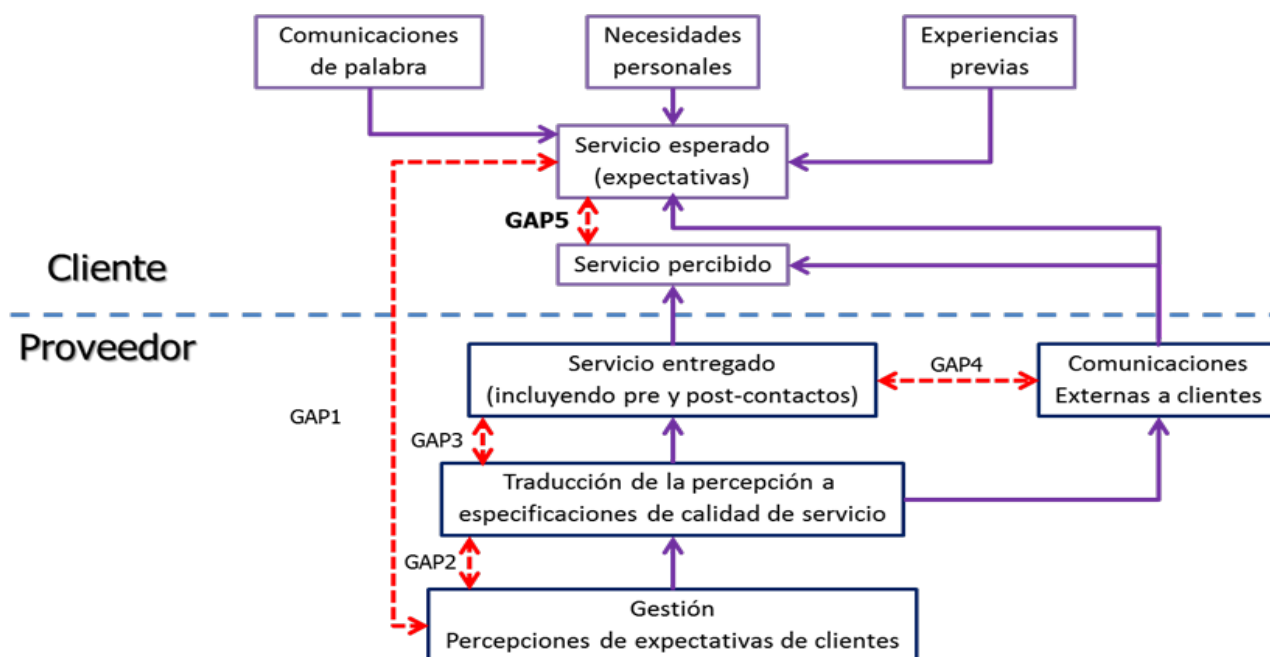 Comunicaciones
de palabra
Necesidades
personales
Experiencias
previas
Servicio esperado
(expectativas)
GAP5
Servicio percibido
Cliente
Proveedor
Servicio entregado
(incluyendo pre y post-contactos)
GAP4
Comunicaciones
Externas a clientes
GAP1
GAP3
Traducción de la percepción a
especificaciones de calidad de servicio
GAP2
Gestión
Percepciones de expectativas de clientes